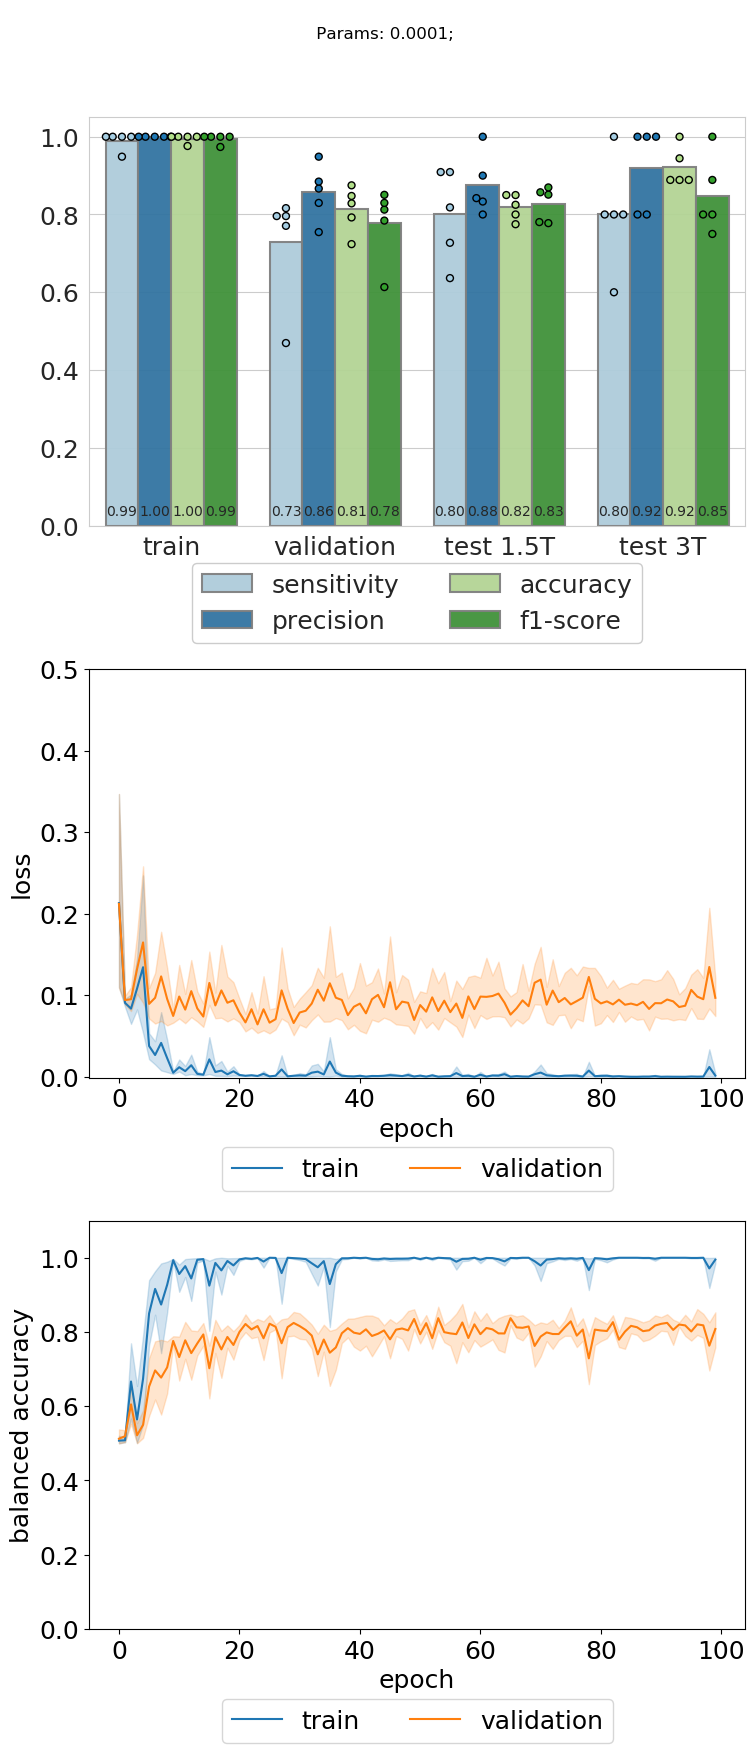 Params: 0.0001;
1.0
0.8
0.6
0.4
0.2
0.0
0.99 1.00 1.00 0.99 0.73 0.86 0.81 0.78 0.80 0.88 0.82 0.83 0.80 0.92 0.92 0.85
train validation test 1.5T test 3T
sensitivity accuracy
precision f1-score
0.5
0.4
0.3
0.2
0.1
0.0
loss
0 20 40 60 80 100
epoch
train validation
1.0
0.8
0.6
0.4
0.2
0.0
balanced accuracy
0 20 40 60 80 100
epoch
train validation